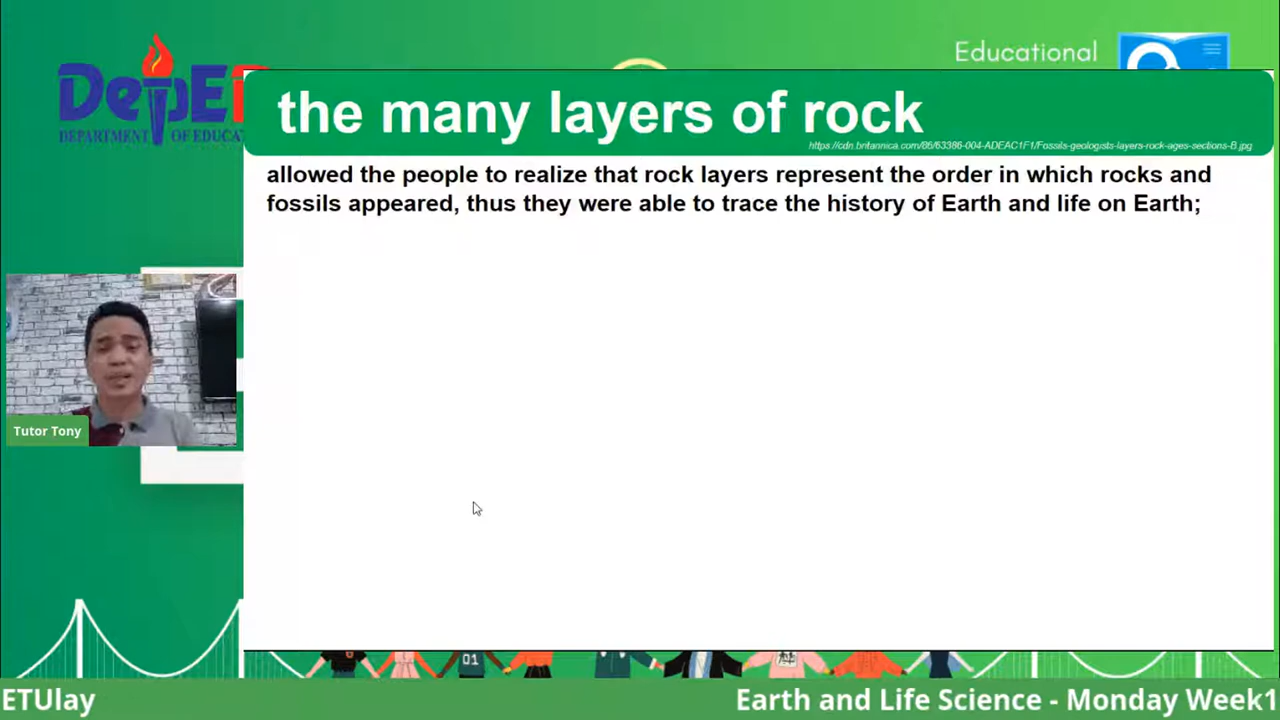 Educational
DepE
DEPARTMENT OF EDUCA
the many layers of rock
https://cdn.britannica.com/86/63386-004-ADEAC1F1/Fossils-geologists-layers-rock-ages-sections-B.jpg
allowed the people to realize that rock layers represent the order in which rocks and
fossils appeared, thus they were able to trace the history of Earth and life on Earth;
Tutor Tony
01
ETUlay
Earth and Life Science - Monday Week1